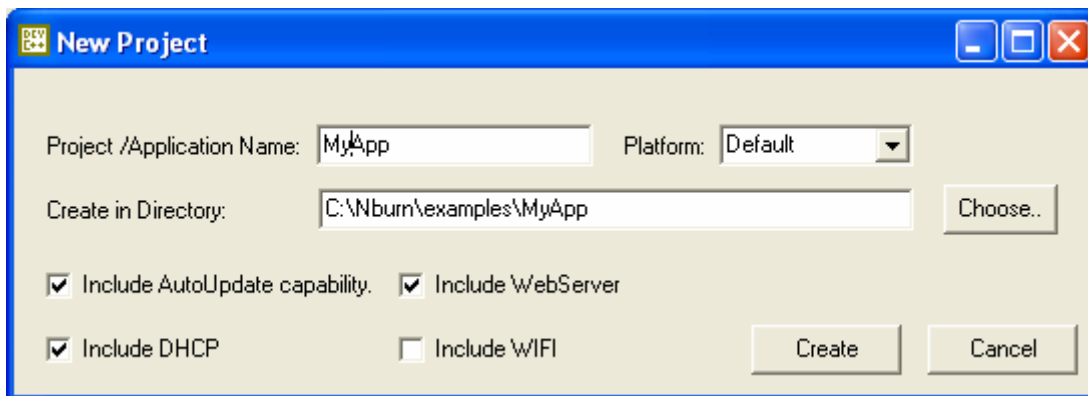 DEV C++ New Project
Project /Application Name: MyApp Platform: Default
Create in Directory: C:\Nburn\examples\MyApp Choose..
Include AutoUpdate capability. Include WebServer
Include DHCP Include WIFI Create Cancel